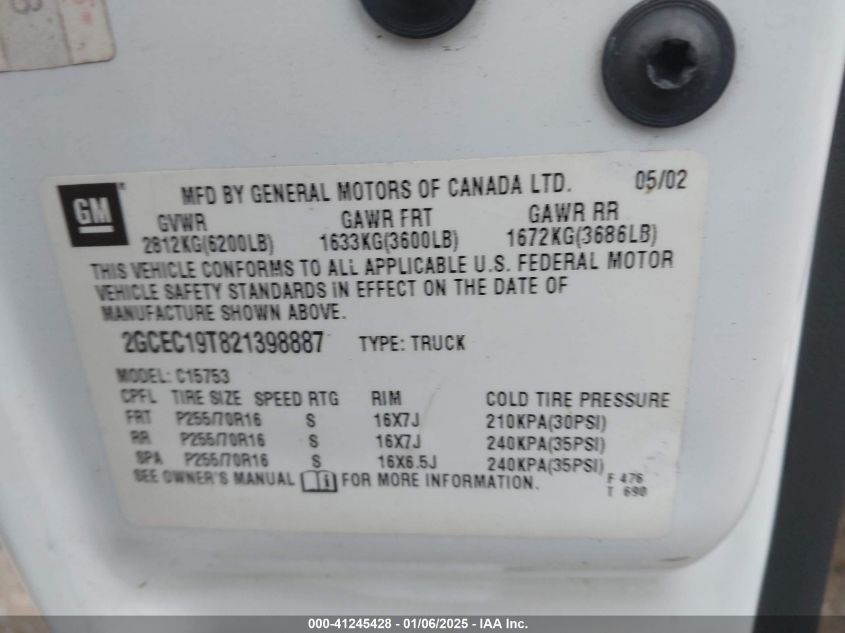 MFD BY GENERAL MOTORS OF CANADA LTD. 05/02
GM
GVWR GAWR FRT GAWR RR
2812KG(6200LB) 1633KG(3600LB) 1672KG(3686LB)
THIS VEHICLE CONFORMS TO ALL APPLICABLE U.S. FEDERAL MOTOR
VEHICLE SAFETY STANDARDS IN EFFECT ON THE DATE OF
MANUFACTURE SHOWN ABOVE.
2GCEC19T821398887 TYPE: TRUCK
MODEL: C15753
CPFL TIRE SIZE SPEED RTG RIM COLD TIRE PRESSURE
FRT P255/70R16 S 16X7J 210KPA(30PSI)
RR P255/70R16 S 16X7J 240KPA(35PSI)
SPA P255/70R16 S 16X6.5J 240KPA(35PSI)
SEE OWNER'S MANUAL FOR MORE INFORMATION.
F 476
T 690
000-41245428 - 01/06/2025 - IAA Inc.